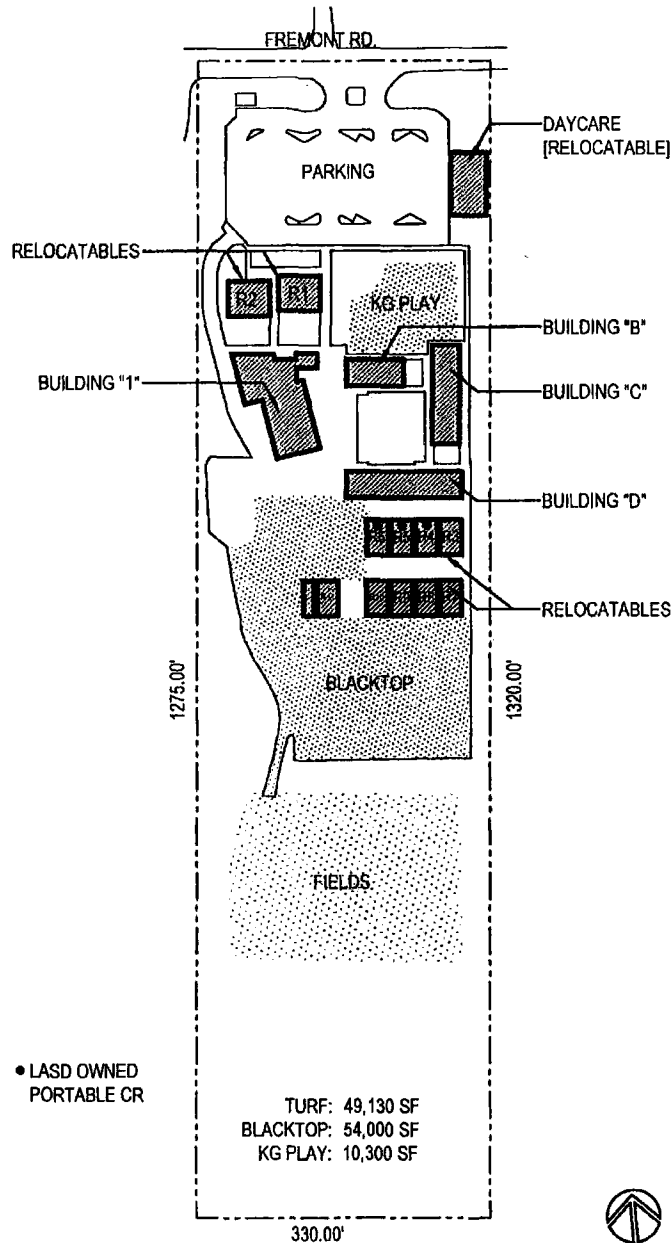 FREMONT RD.
DAYCARE
[RELOCATABLE]
PARKING
RELOCATABLES
R2
R1
KG PLAY
BUILDING "B"
BUILDING "1"
BUILDING "C"
BUILDING "D"
RELOCATABLES
BLACKTOP
1275.00'
1320.00'
FIELDS
• LASD OWNED
PORTABLE CR
TURF: 49,130 SF
BLACKTOP: 54,000 SF
KG PLAY: 10,300 SF
330.00'